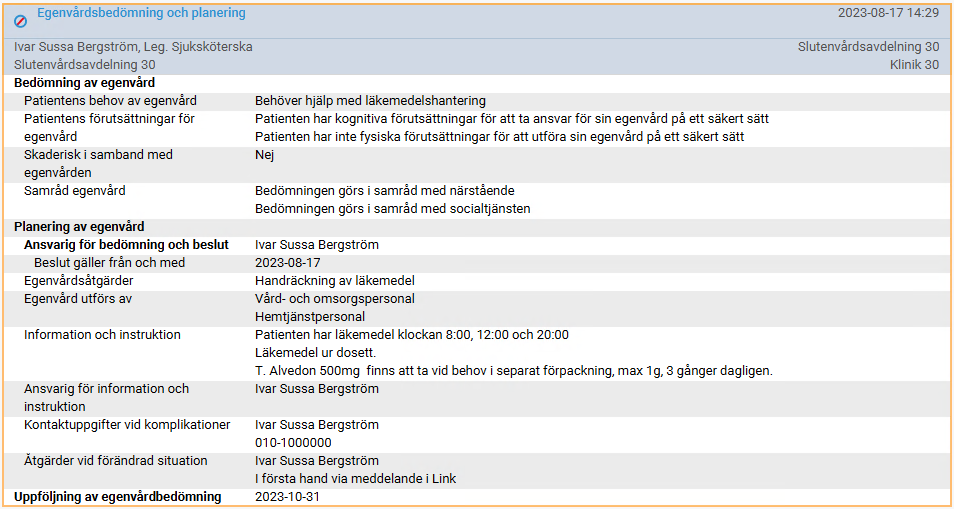 Egenvårdsbedömning och planering 2023-08-17 14:29
Ivar Sussa Bergström, Leg. Sjuksköterska Slutenvårdsavdelning 30
Slutenvårdsavdelning 30 Klinik 30
Bedömning av egenvård
Patientens behov av egenvård Behöver hjälp med läkemedelshantering
Patientens förutsättningar för Patienten har kognitiva förutsättningar för att ta ansvar för sin egenvård på ett säkert sätt
egenvård Patienten har inte fysiska förutsättningar för att utföra sin egenvård på ett säkert sätt
Skaderisk i samband med Nej
egenvården
Samråd egenvård Bedömningen görs i samråd med närstående
Bedömningen görs i samråd med socialtjänsten
Planering av egenvård
Ansvarig för bedömning och beslut Ivar Sussa Bergström
Beslut gäller från och med 2023-08-17
Egenvårdsåtgärder Handräckning av läkemedel
Egenvård utförs av Vård- och omsorgspersonal
Hemtjänstpersonal
Information och instruktion Patienten har läkemedel klockan 8:00, 12:00 och 20:00
Läkemedel ur dosett.
T. Alvedon 500mg  finns att ta vid behov i separat förpackning, max 1g, 3 gånger dagligen.
Ansvarig för information och Ivar Sussa Bergström
instruktion
Kontaktuppgifter vid komplikationer Ivar Sussa Bergström
010-1000000
Åtgärder vid förändrad situation Ivar Sussa Bergström
I första hand via meddelande i Link
Uppföljning av egenvårdbedömning 2023-10-31